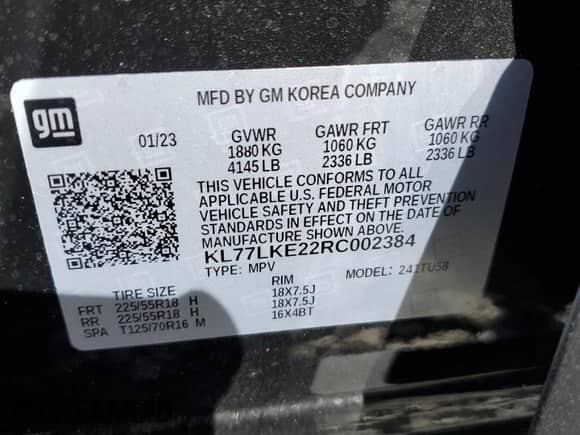 gm
MFD BY GM KOREA COMPANY
01/23 GVWR GAWR FRT GAWR RR
1880 KG 1060 KG 1060 KG
4145 LB 2336 LB 2336 LB
THIS VEHICLE CONFORMS TO ALL
APPLICABLE U.S. FEDERAL MOTOR
VEHICLE SAFETY AND THEFT PREVENTION
STANDARDS IN EFFECT ON THE DATE OF
MANUFACTURE SHOWN ABOVE.
KL77LKE22RC002384
TYPE: MPV MODEL: 241TU58
TIRE SIZE RIM
FRT 225/55R18 H 18X7.5J
RR 225/55R18 H 18X7.5J
SPA T125/70R16 M 16X4BT